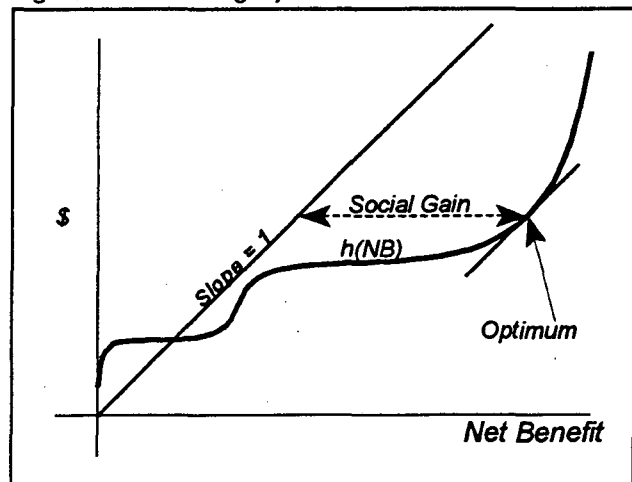 $
Slope = 1
Social Gain
h(NB)
Optimum
Net Benefit